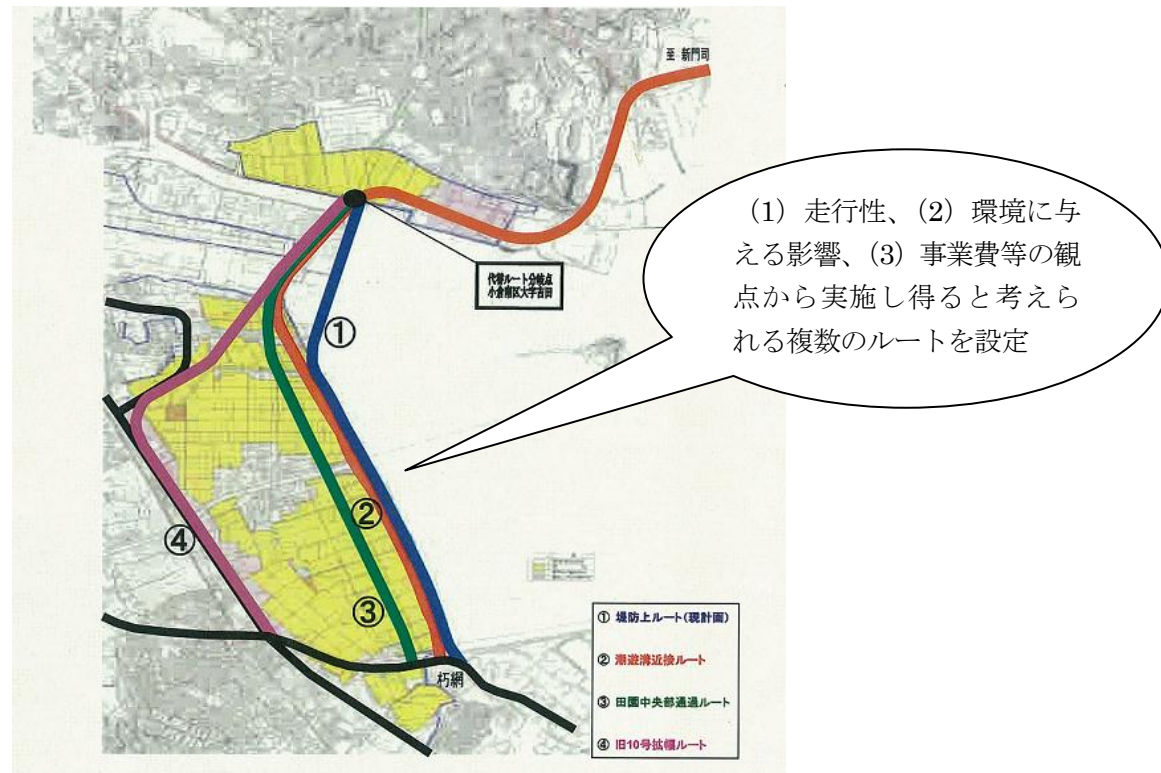 至 新門司
代替ルート分岐点
小倉南区大字吉田
(1) 走行性、(2) 環境に与
える影響、(3) 事業費等の観
点から実施し得ると考えら
れる複数のルートを設定
①
②
④
③
朽網
① 堤防上ルート(現計画)
② 潮遊溝近接ルート
③ 田園中央部通過ルート
④ 旧10号拡幅ルート